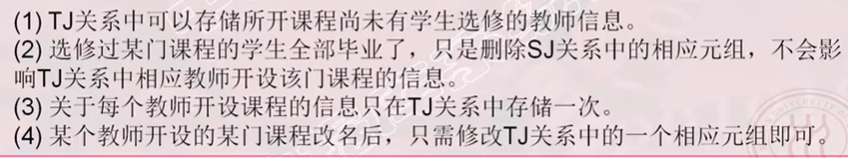 (1) TJ关系中可以存储所开课程尚未有学生选修的教师信息。
(2) 选修过某门课程的学生全部毕业了，只是删除SJ关系中的相应元组，不会影
响TJ关系中相应教师开设该门课程的信息。
(3) 关于每个教师开设课程的信息只在TJ关系中存储一次。
(4) 某个教师开设的某门课程改名后，只需修改TJ关系中的一个相应元组即可。